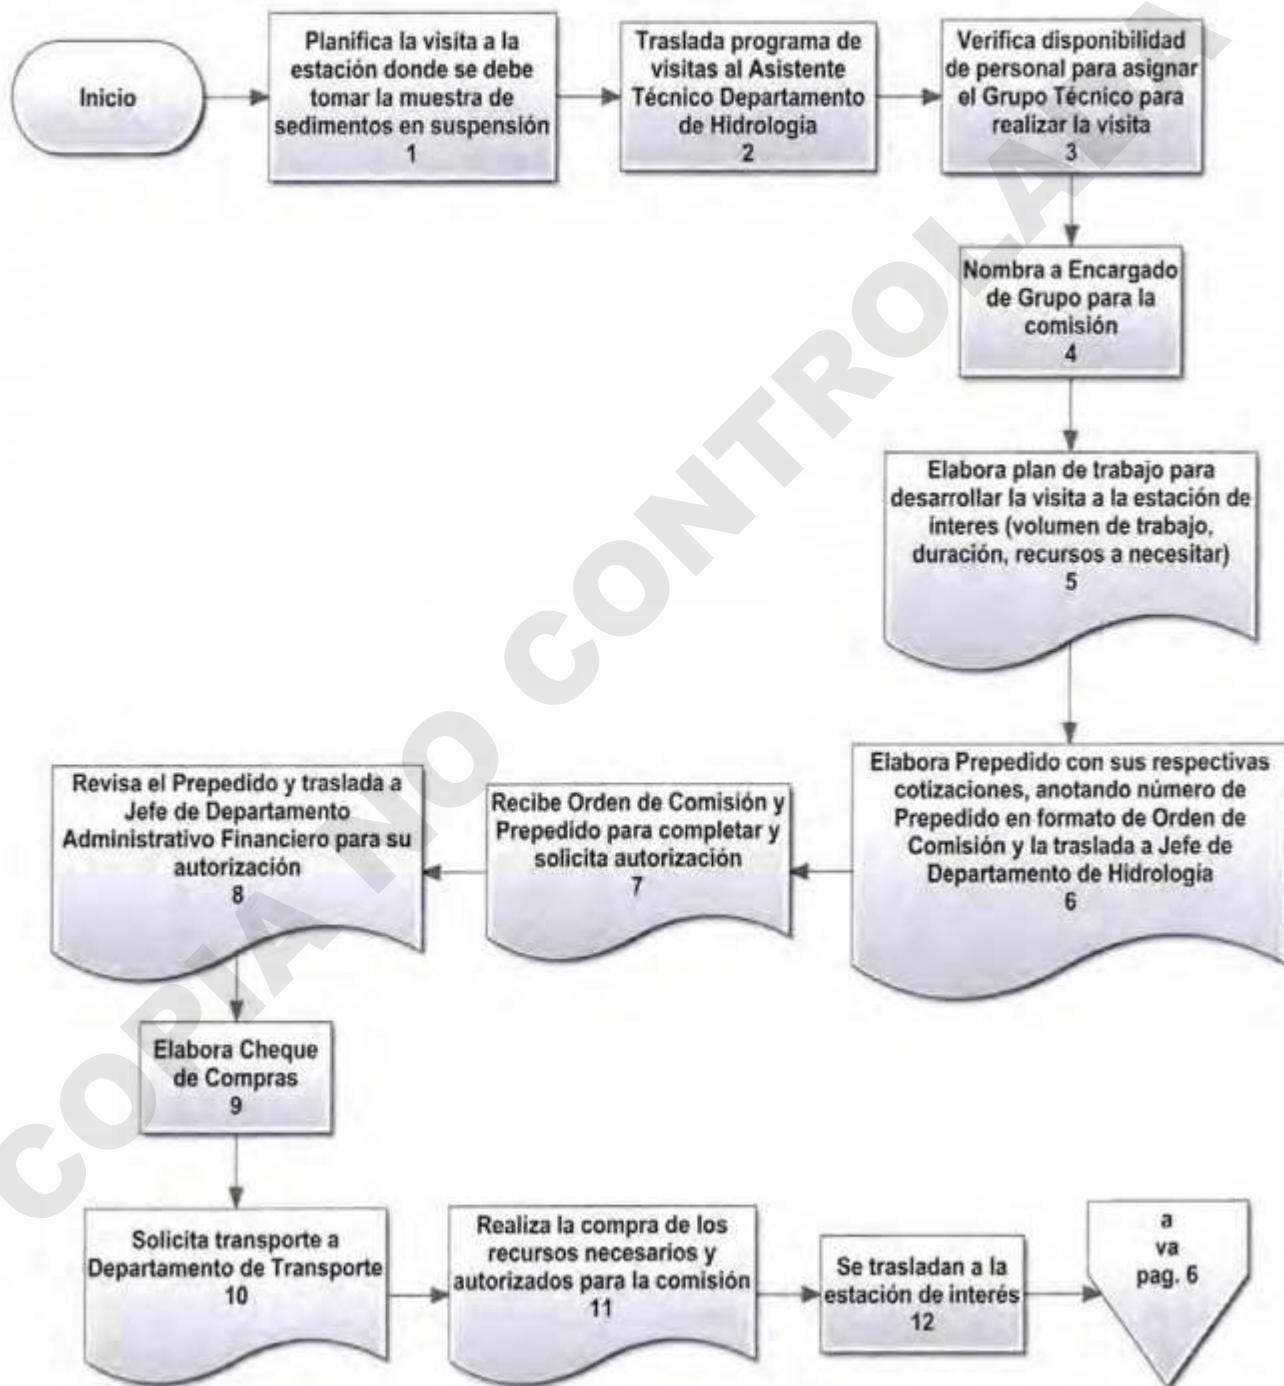 Inicio
Planifica la visita a la
estación donde se debe
tomar la muestra de
sedimentos en suspensión
1
Traslada programa de
visitas al Asistente
Técnico Departamento
de Hidrologia
2
Verifica disponibilidad
de personal para asignar
el Grupo Técnico para
realizar la visita
3
Nombra a Encargado
de Grupo para la
comisión
4
Elabora plan de trabajo para
desarrollar la visita a la estación de
interes (volumen de trabajo,
duración, recursos a necesitar)
5
Elabora Prepedido con sus respectivas
cotizaciones, anotando número de
Prepedido en formato de Orden de
Comisión y la traslada a Jefe de
Departamento de Hidrologia
6
Recibe Orden de Comisión y
Prepedido para completar y
solicita autorización
7
Revisa el Prepedido y traslada a
Jefe de Departamento
Administrativo Financiero para su
autorización
8
Elabora Cheque
de Compras
9
Solicita transporte a
Departamento de Transporte
10
Realiza la compra de los
recursos necesarios y
autorizados para la comisión
11
Se trasladan a la
estación de interés
12
a
va
pag. 6
COPIA NO CONTROLADA